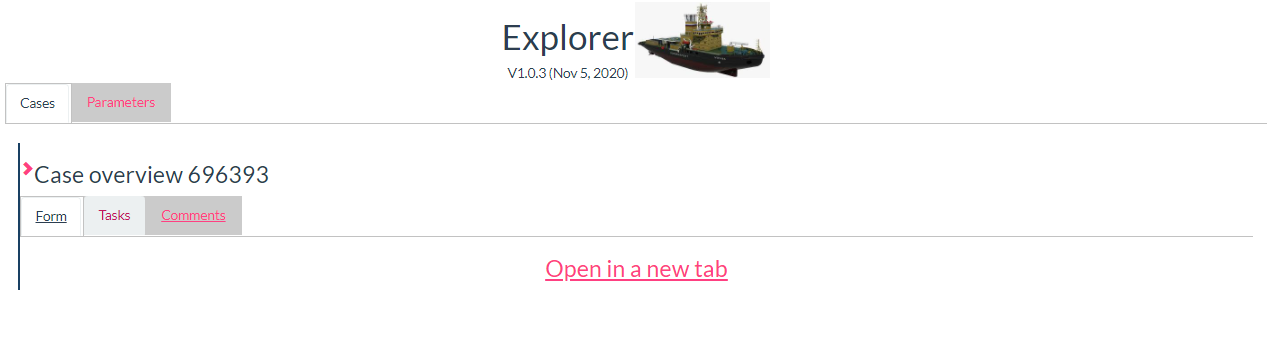 Explorer
V1.0.3 (Nov 5, 2020)
Cases Parameters
Case overview 696393
Form Tasks Comments
Open in a new tab